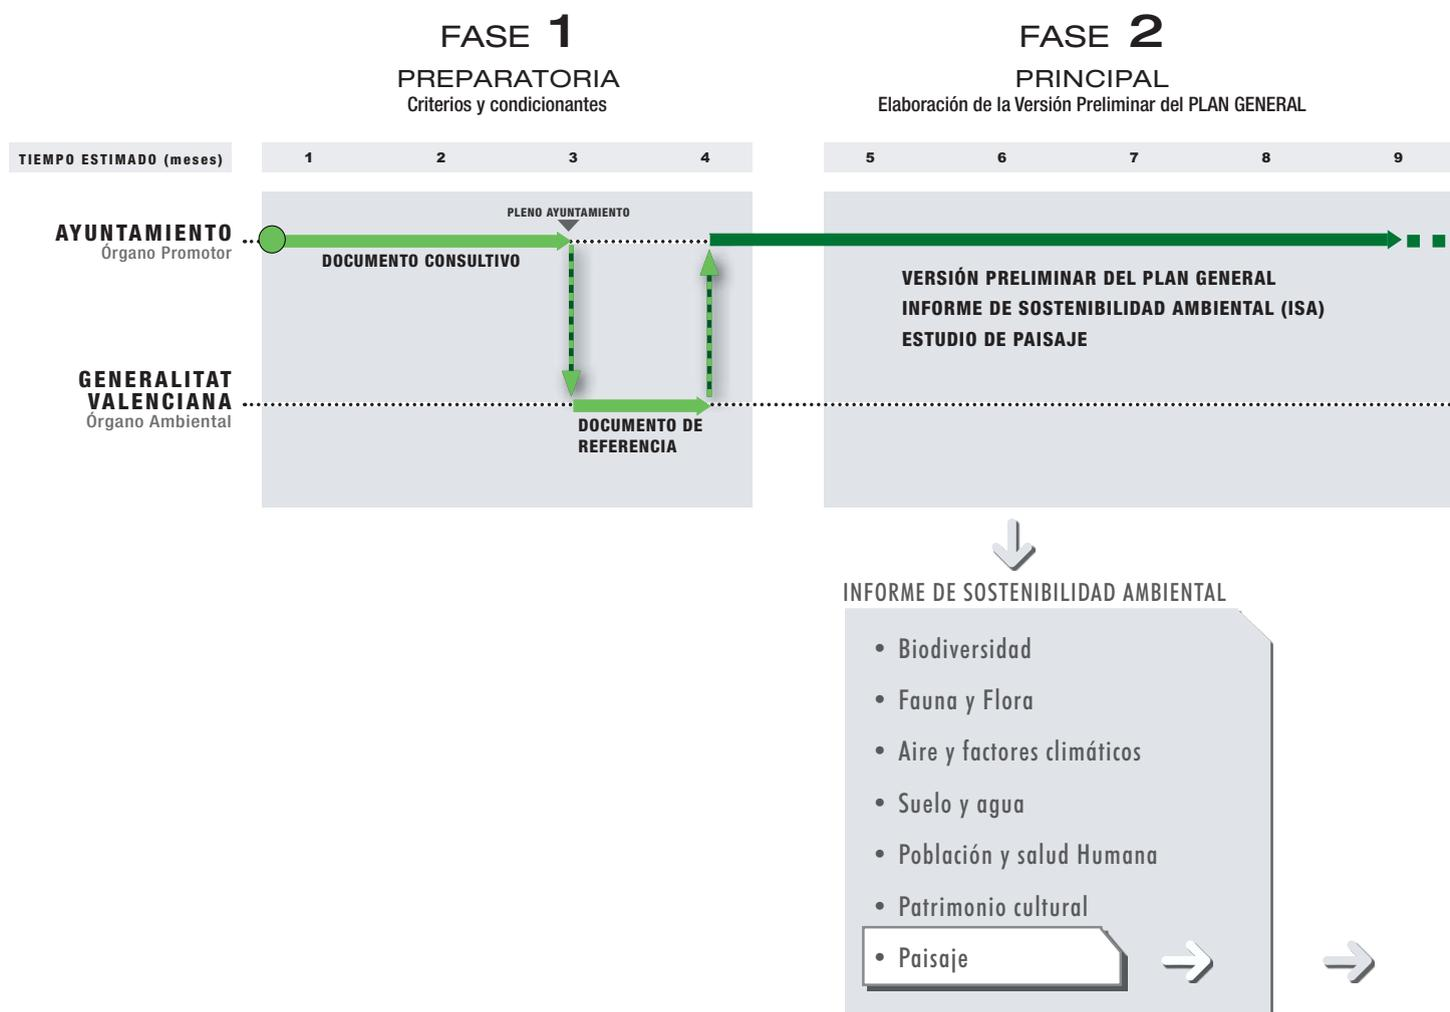 FASE 1
PREPARATORIA
Criterios y condicionantes
FASE 2
PRINCIPAL
Elaboración de la Versión Preliminar del PLAN GENERAL
TIEMPO ESTIMADO (meses)
1 2 3 4 5 6 7 8 9
PLENO AYUNTAMIENTO
AYUNTAMIENTO
Órgano Promotor
DOCUMENTO CONSULTIVO
VERSIÓN PRELIMINAR DEL PLAN GENERAL
INFORME DE SOSTENIBILIDAD AMBIENTAL (ISA)
ESTUDIO DE PAISAJE
GENERALITAT
VALENCIANA
Órgano Ambiental
DOCUMENTO DE
REFERENCIA
INFORME DE SOSTENIBILIDAD AMBIENTAL
• Biodiversidad
• Fauna y Flora
• Aire y factores climáticos
• Suelo y agua
• Población y salud Humana
• Patrimonio cultural
• Paisaje